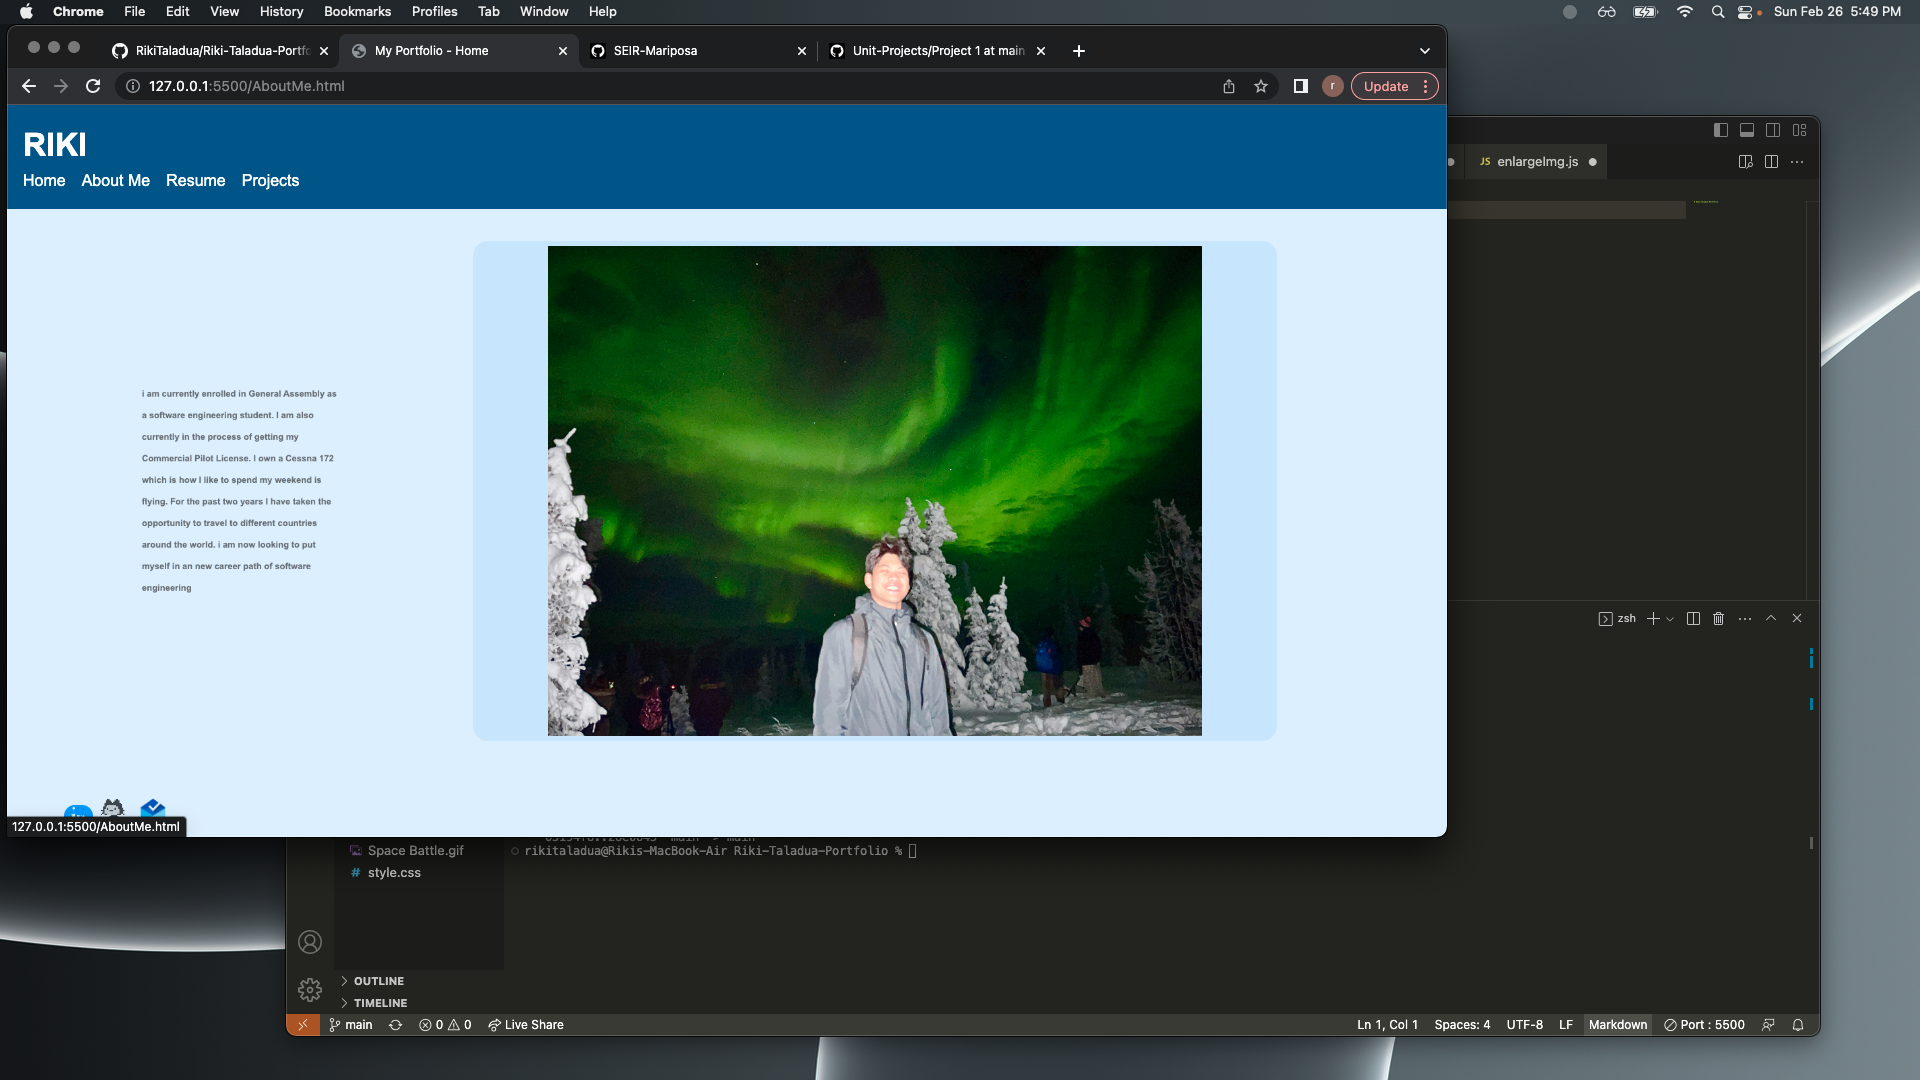 Chrome File Edit View History Bookmarks Profiles Tab Window Help Sun Feb 26 5:49 PM
RikiTaladua/Riki-Taladua-Portfo My Portfolio - Home SEIR-Mariposa Unit-Projects/Project 1 at main
127.0.0.1:5500/AboutMe.html r Update
RIKI
Home About Me Resume Projects
JS enlargeImg.js
i am currently enrolled in General Assembly as
a software engineering student. I am also
currently in the process of getting my
Commercial Pilot License. I own a Cessna 172
which is how I like to spend my weekend is
flying. For the past two years I have taken the
opportunity to travel to different countries
around the world. i am now looking to put
myself in an new career path of software
engineering
zsh
127.0.0.1:5500/AboutMe.html
Space Battle.gif
rikitaladua@Rikis-MacBook-Air Riki-Taladua-Portfolio %
# style.css
OUTLINE
TIMELINE
main 0 0 Live Share Ln 1, Col 1 Spaces: 4 UTF-8 LF Markdown Port : 5500